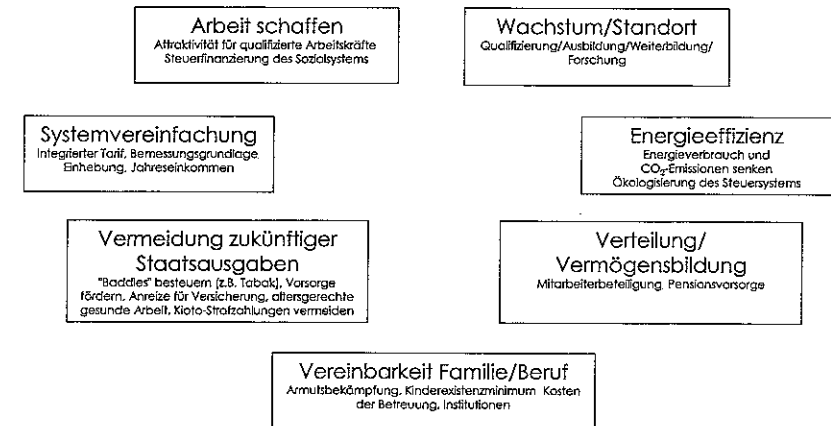 Arbeit schaffen
Attraktivität für qualifizierte Arbeitskräfte
Steuerfinanzierung des Sozialsystems
Wachstum/Standort
Qualifizierung/Ausbildung/Weiterbildung/
Forschung
Systemvereinfachung
Integrierter Tarif, Bemessungsgrundlage,
Einhebung, Jahreseinkommen
Energieeffizienz
Energieverbrauch und
CO₂-Emissionen senken
Ökologisierung des Steuersystems
Vermeidung zukünftiger
Staatsausgaben
"Baddies" besteuern (z.B. Tabak), Vorsorge
fördern, Anreize für Versicherung, altersgerechte
gesunde Arbeit, Kioto-Strafzahlungen vermeiden
Verteilung/
Vermögensbildung
Mitarbeiterbeteiligung, Pensionsvorsorge
Vereinbarkeit Familie/Beruf
Armutsbekämpfung, Kinderexistenzminimum Kosten
der Betreuung, Institutionen